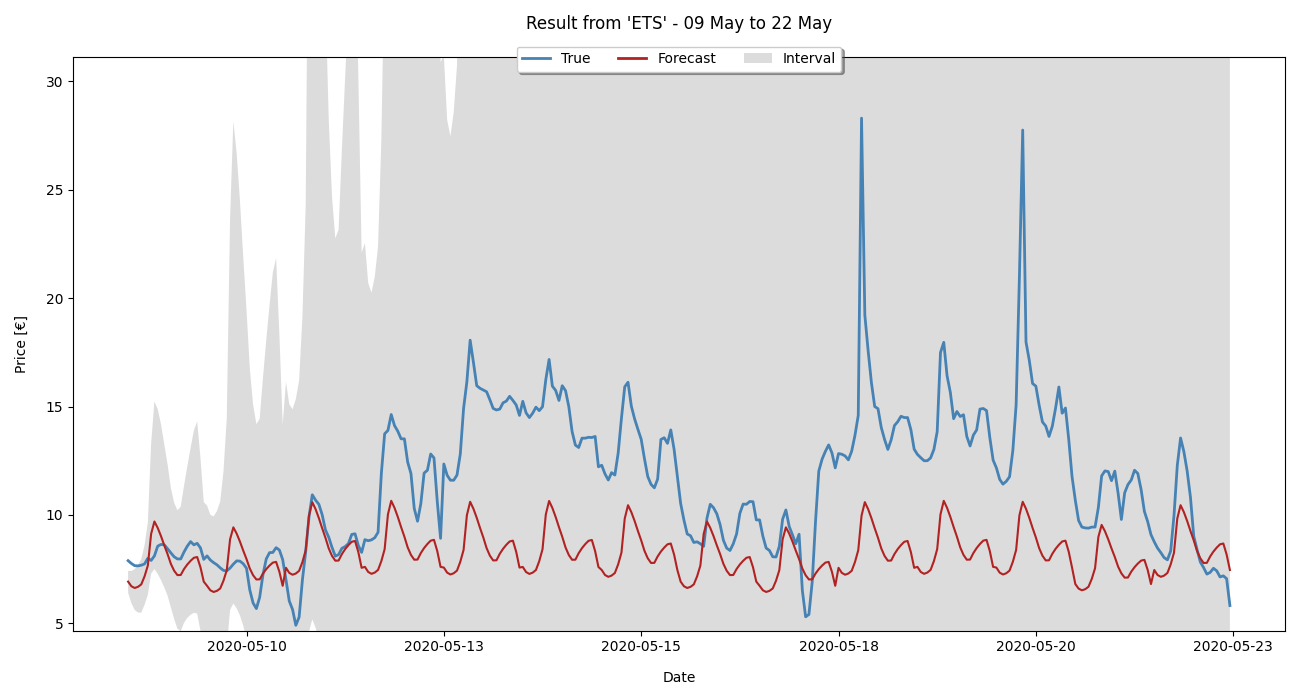 Result from 'ETS' - 09 May to 22 May
True Forecast Interval
Price [€]
30
25
20
15
10
5
2020-05-10 2020-05-13 2020-05-15 2020-05-18 2020-05-20 2020-05-23
Date